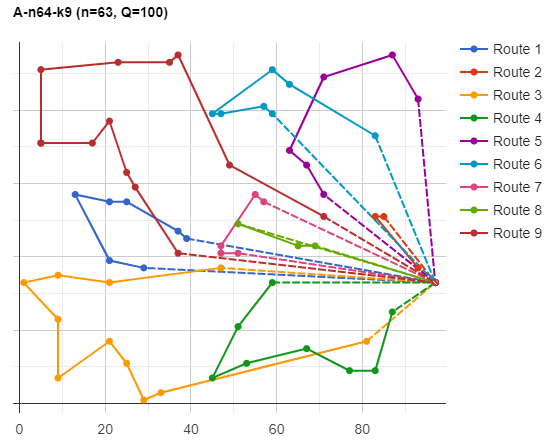 A-n64-k9 (n=63, Q=100)
Route 1
Route 2
Route 3
Route 4
Route 5
Route 6
Route 7
Route 8
Route 9
0 20 40 60 80